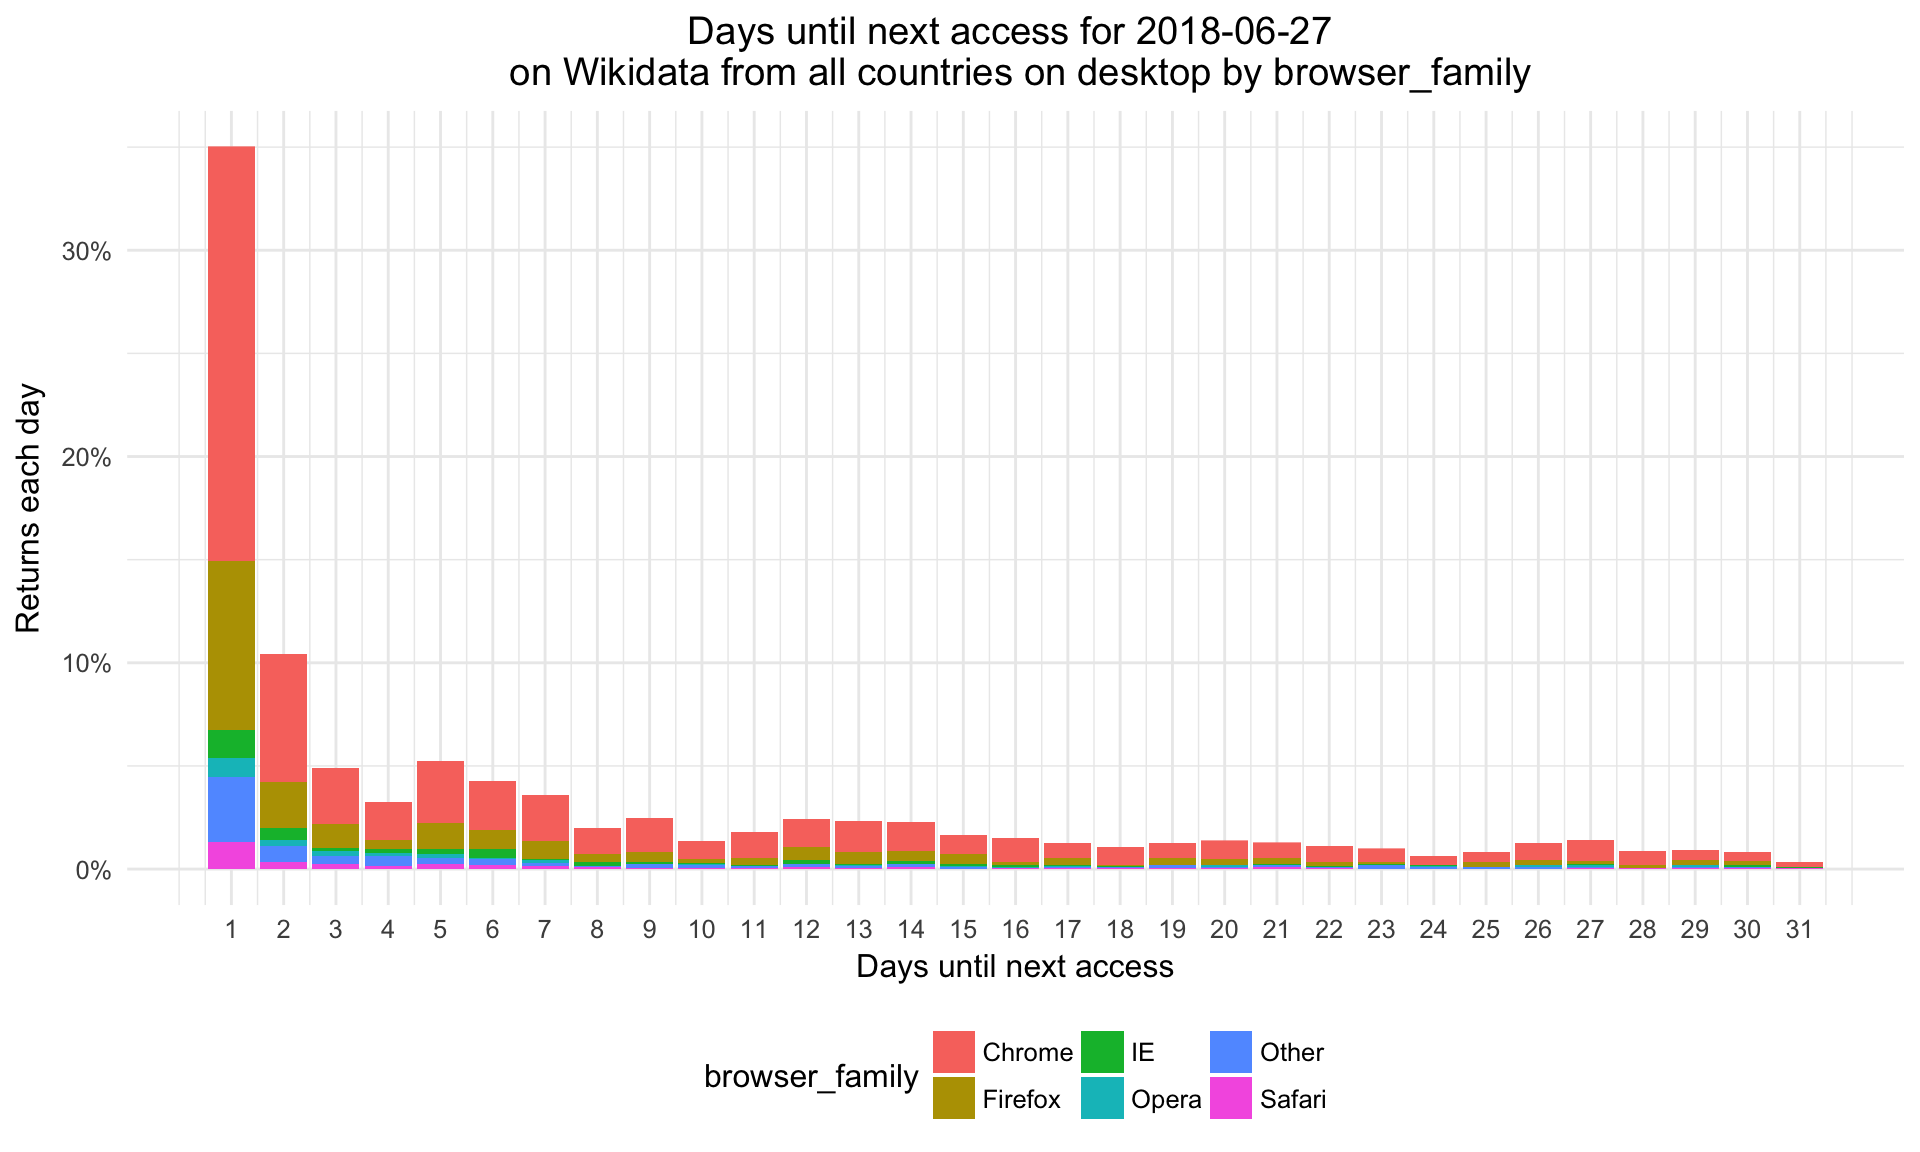 Days until next access for 2018-06-27
on Wikidata from all countries on desktop by browser_family
Returns each day
30%
20%
10%
0%
1 2 3 4 5 6 7 8 9 10 11 12 13 14 15 16 17 18 19 20 21 22 23 24 25 26 27 28 29 30 31
Days until next access
browser_family
Chrome IE Other
Firefox Opera Safari